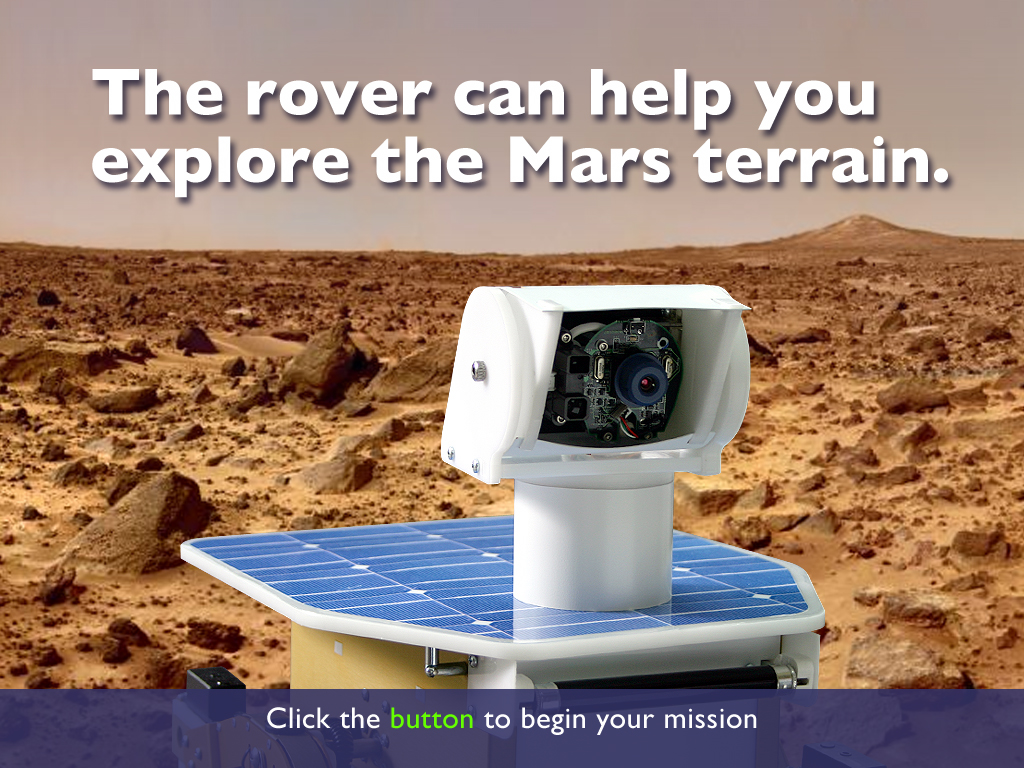 The rover can help you
explore the Mars terrain.
Click the button to begin your mission